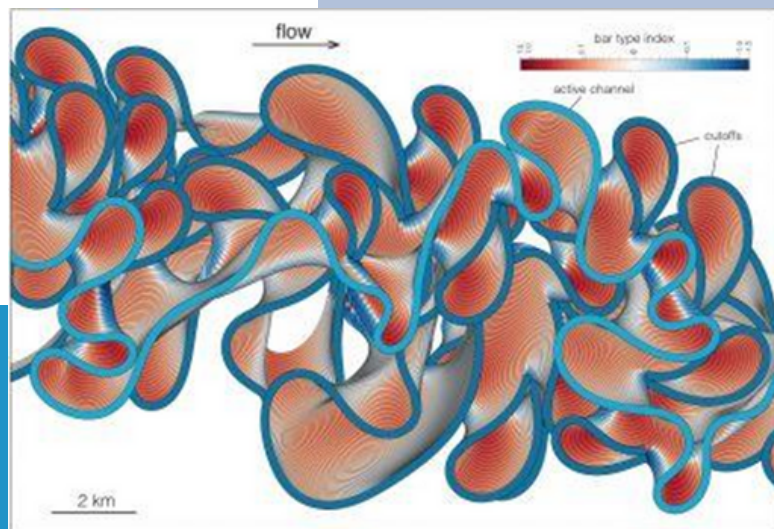 flow
bar type index
active channel
cutoffs
2 km